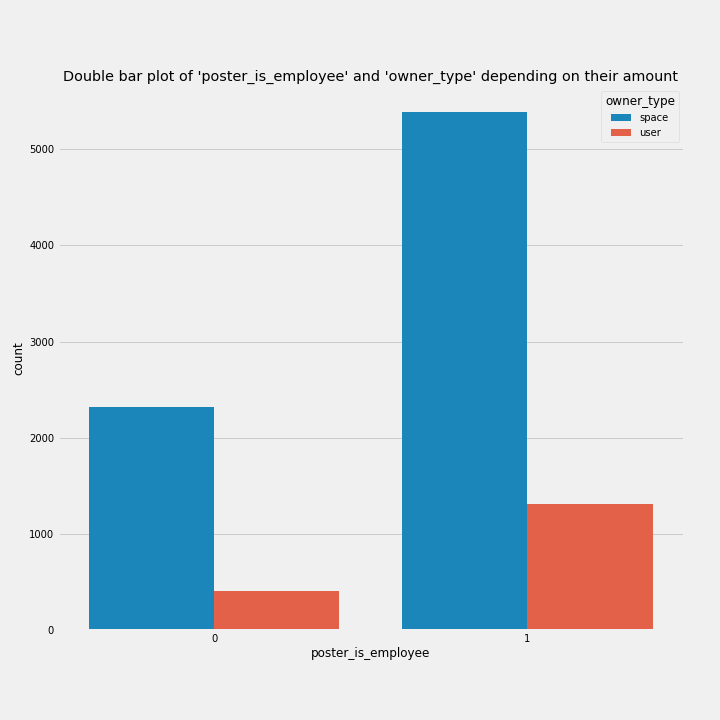 Double bar plot of 'poster_is_employee' and 'owner_type' depending on their amount
owner_type
space
user
5000
4000
3000
2000
1000
0
count
0
1
poster_is_employee